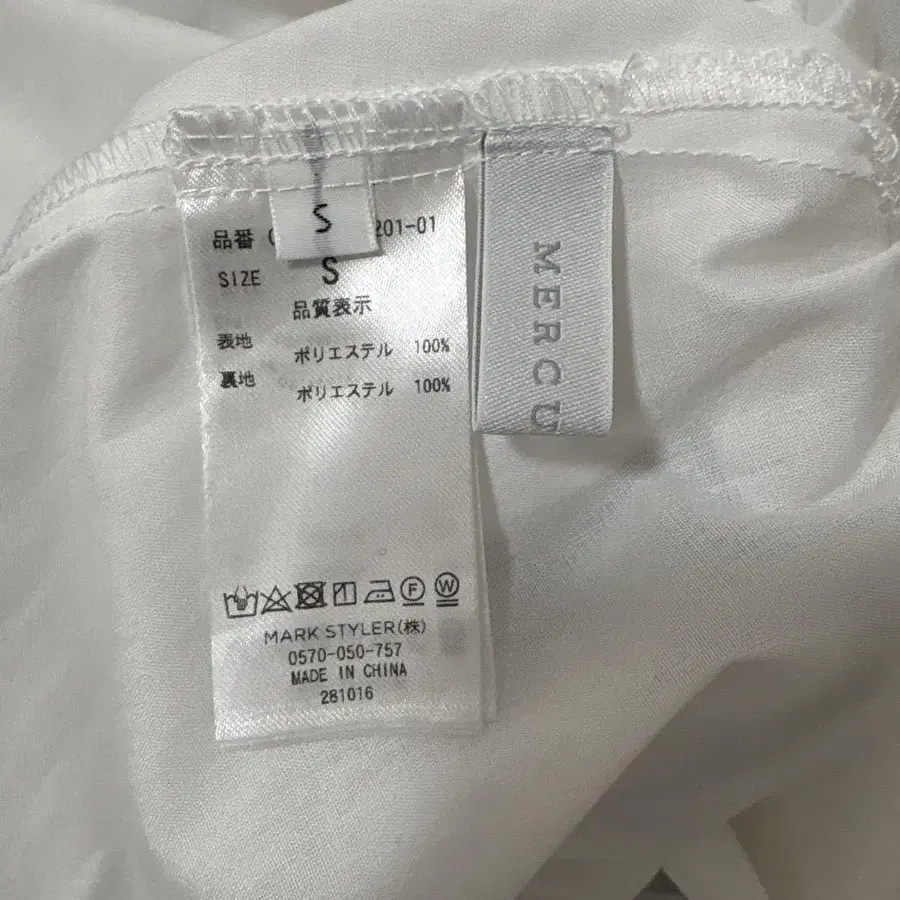 S
品番 ( 201-01
SIZE S
品質表示
表地 ポリエステル 100%
裏地 ポリエステル 100%
MARK STYLER(株)
0570-050-757
MADE IN CHINA
281016
MERCU